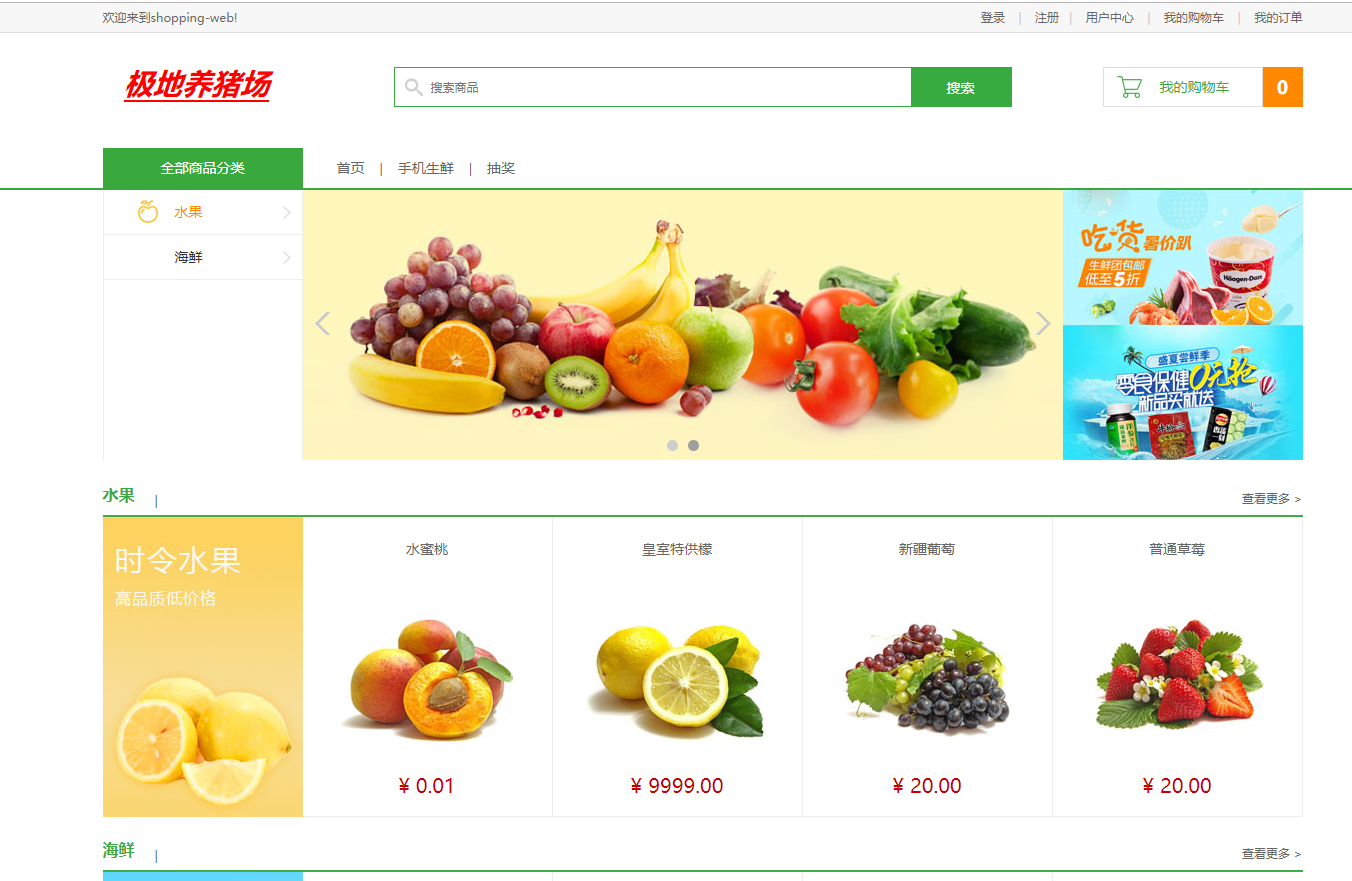 欢迎来到shopping-web!
登录 | 注册 | 用户中心 | 我的购物车 | 我的订单
极地养猪场
搜索商品
搜索
我的购物车
0
全部商品分类
首页 | 手机生鲜 | 抽奖
水果
海鲜
吃货暑价趴
生鲜团包邮
低至5折
Häagen-Dazs
盛夏尝鲜季
零食保健0元抢
新品买就送
水果 |
查看更多 >
时令水果
高品质低价格
水蜜桃
皇室特供檬
新疆葡萄
普通草莓
¥ 0.01
¥ 9999.00
¥ 20.00
¥ 20.00
海鲜 |
查看更多 >